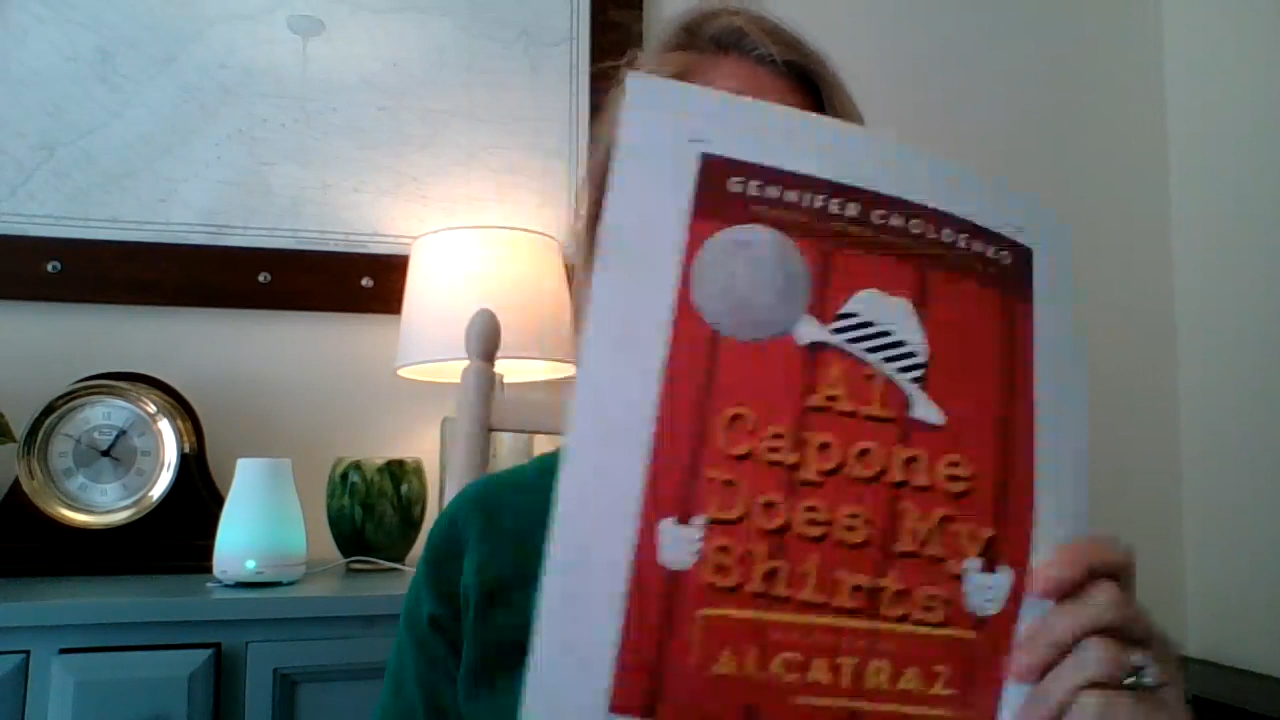 GENNIFER CHOLDENKO
Al
Capone
Does My
Shirts
ALCATRAZ